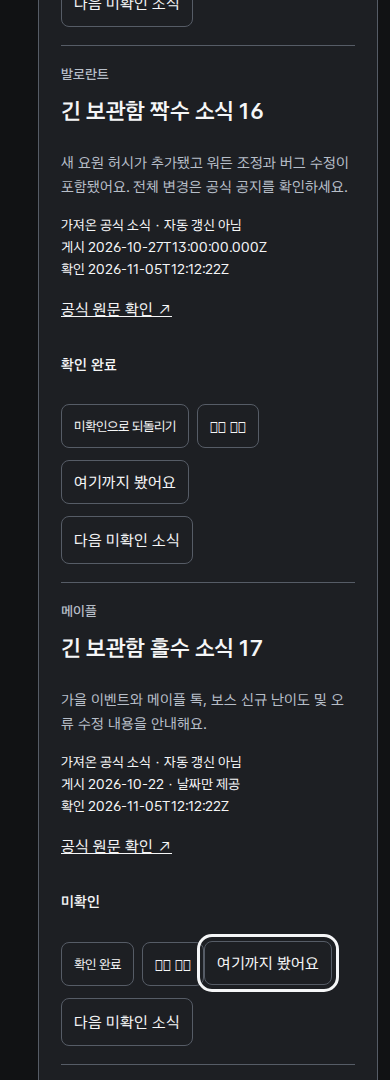 다음 미확인 소식
발로란트
긴 보관함 짝수 소식 16
새 요원 허시가 추가됐고 워든 조정과 버그 수정이
포함됐어요. 전체 변경은 공식 공지를 확인하세요.
가져온 공식 소식 · 자동 갱신 아님
게시 2026-10-27T13:00:00.000Z
확인 2026-11-05T12:12:22Z
공식 원문 확인 ↗
확인 완료
미확인으로 되돌리기
여기까지 봤어요
다음 미확인 소식
메이플
긴 보관함 홀수 소식 17
가을 이벤트와 메이플 톡, 보스 신규 난이도 및 오
류 수정 내용을 안내해요.
가져온 공식 소식 · 자동 갱신 아님
게시 2026-10-22 · 날짜만 제공
확인 2026-11-05T12:12:22Z
공식 원문 확인 ↗
미확인
확인 완료 여기까지 봤어요
다음 미확인 소식